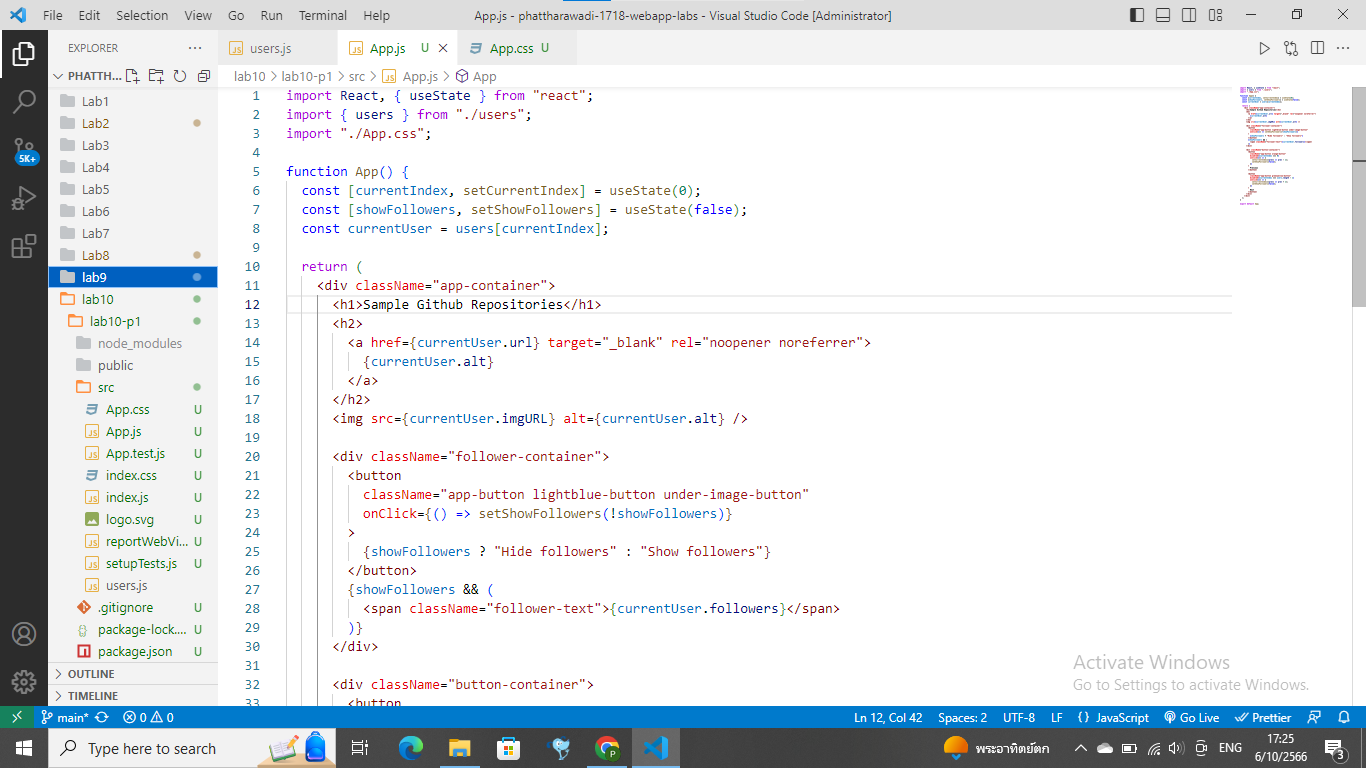 File Edit Selection View Go Run Terminal Help App.js - phattharawadi-1718-webapp-labs - Visual Studio Code [Administrator]
EXPLORER
PHATTH...
Lab1
Lab2
Lab3
Lab4
Lab5
Lab6
Lab7
Lab8
lab9
lab10
lab10-p1
node_modules
public
src
App.css U
App.js U
App.test.js U
index.css U
index.js U
logo.svg U
reportWebVi... U
setupTests.js U
users.js
.gitignore U
package-lock.... U
package.json U
OUTLINE
TIMELINE
5K+
users.js App.js U App.css U
lab10 > lab10-p1 > src > App.js > App
1 import React, { useState } from "react";
2 import { users } from "./users";
3 import "./App.css";
4
5 function App() {
6 const [currentIndex, setCurrentIndex] = useState(0);
7 const [showFollowers, setShowFollowers] = useState(false);
8 const currentUser = users[currentIndex];
9
10 return (
11 <div className="app-container">
12 <h1>Sample Github Repositories</h1>
13 <h2>
14 <a href={currentUser.url} target="_blank" rel="noopener noreferrer">
15 {currentUser.alt}
16 </a>
17 </h2>
18 <img src={currentUser.imgURL} alt={currentUser.alt} />
19
20 <div className="follower-container">
21 <button
22 className="app-button lightblue-button under-image-button"
23 onClick={() => setShowFollowers(!showFollowers)}
24 >
25 {showFollowers ? "Hide followers" : "Show followers"}
26 </button>
27 {showFollowers && (
28 <span className="follower-text">{currentUser.followers}</span>
29 )}
30 </div>
31
32 <div className="button-container">
33 <button
Activate Windows
Go to Settings to activate Windows.
main* 0 0 Ln 12, Col 42 Spaces: 2 UTF-8 LF {} JavaScript Go Live Prettier
Type here to search พระอาทิตย์ตก ENG 17:25
6/10/2566 3